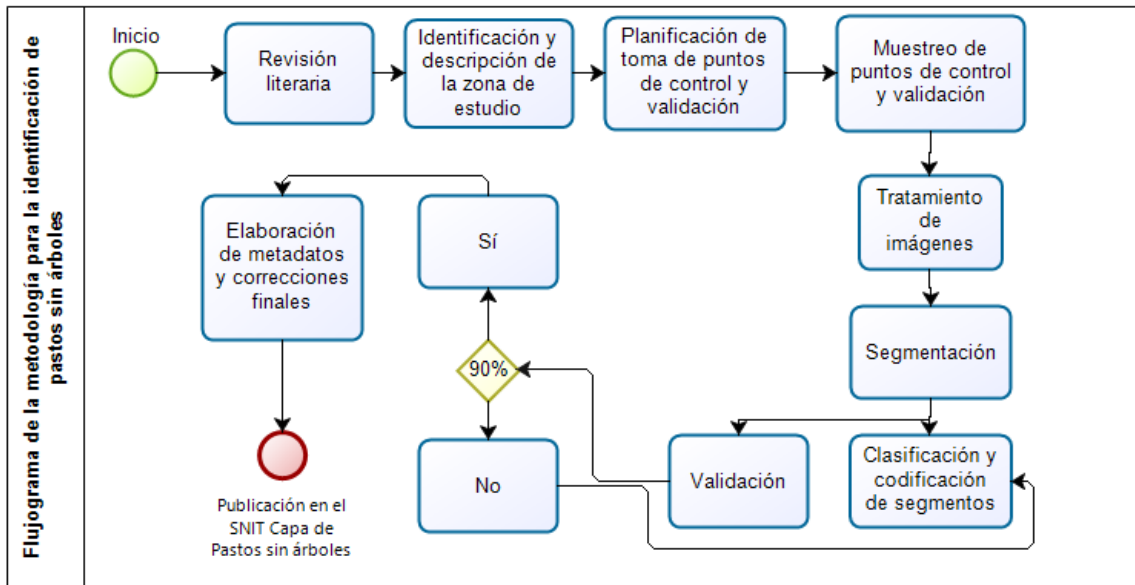 Flujograma de la metodología para la identificación de
pastos sin árboles
Inicio
Revisión
literaria
Identificación y
descripción de
la zona de
estudio
Planificación de
toma de puntos
de control y
validación
Muestreo de
puntos de control
y validación
Tratamiento
de
imágenes
Segmentación
Clasificación y
codificación
de segmentos
Validación
90%
Sí
No
Elaboración
de metadatos
y correcciones
finales
Publicación en el
SNIT Capa de
Pastos sin árboles